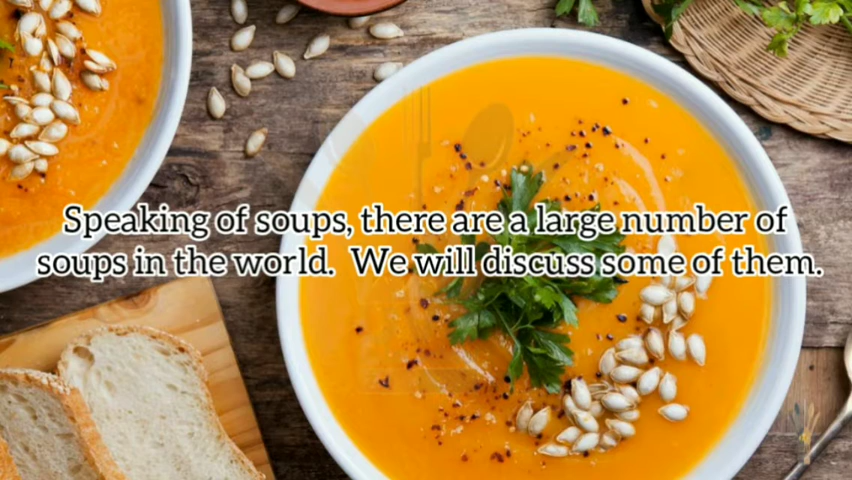 Speaking of soups, there are a large number of
soups in the world.  We will discuss some of them.